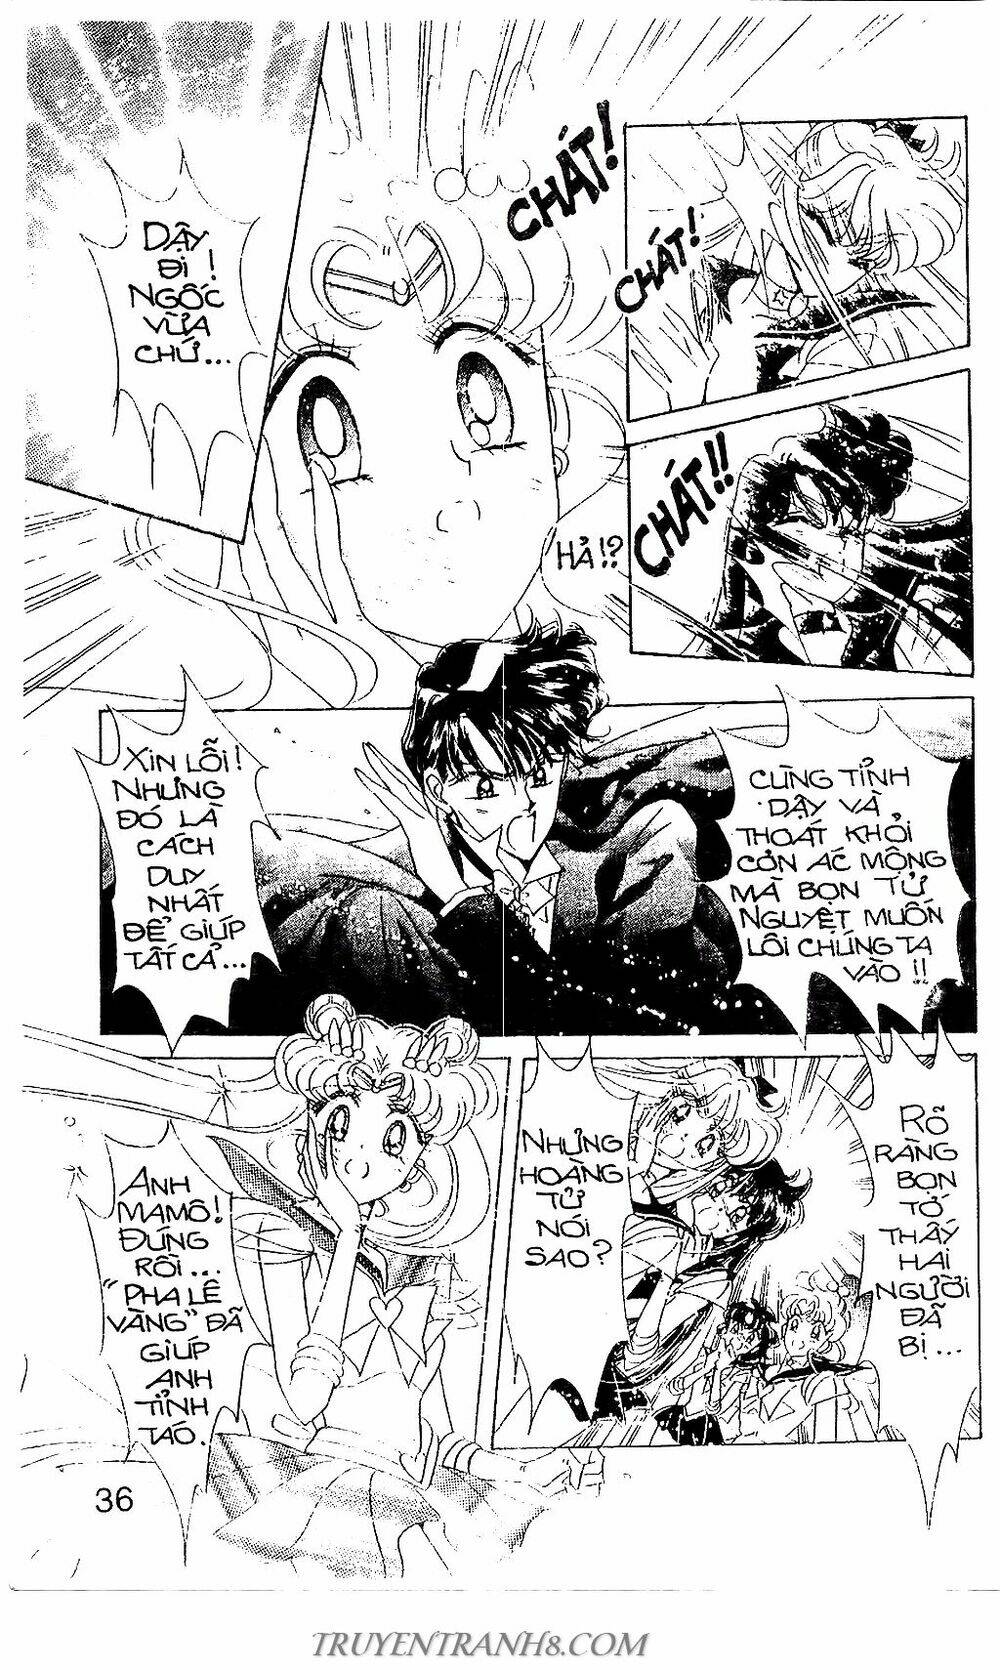 CHÁT!
CHÁT!
CHÁT!!
HẢ!?
DẬY
ĐI!
NGỐC
VỪA
CHỨ...
CÙNG TỈNH
DẬY VÀ
THOÁT KHỎI
CƠN ÁC MỘNG
MÀ BỌN TỬ
NGUYỆT MUỐN
LÔI CHÚNG TA
VÀO!!
XIN LỖI!
NHƯNG
ĐÓ LÀ
CÁCH
DUY
NHẤT
ĐỂ GIÚP
TẤT CẢ...
RÕ
RÀNG
BỌN
TỚ
THẤY
HAI
NGƯỜI
ĐÃ
BỊ...
NHƯNG
HOÀNG
TỬ
NÓI
SAO?
ANH
MAMÔ!
ĐÚNG
RỒI...
"PHA LÊ
VÀNG" ĐÃ
GIÚP
ANH
TỈNH
TÁO.
36
TRUYENTRANH8.COM